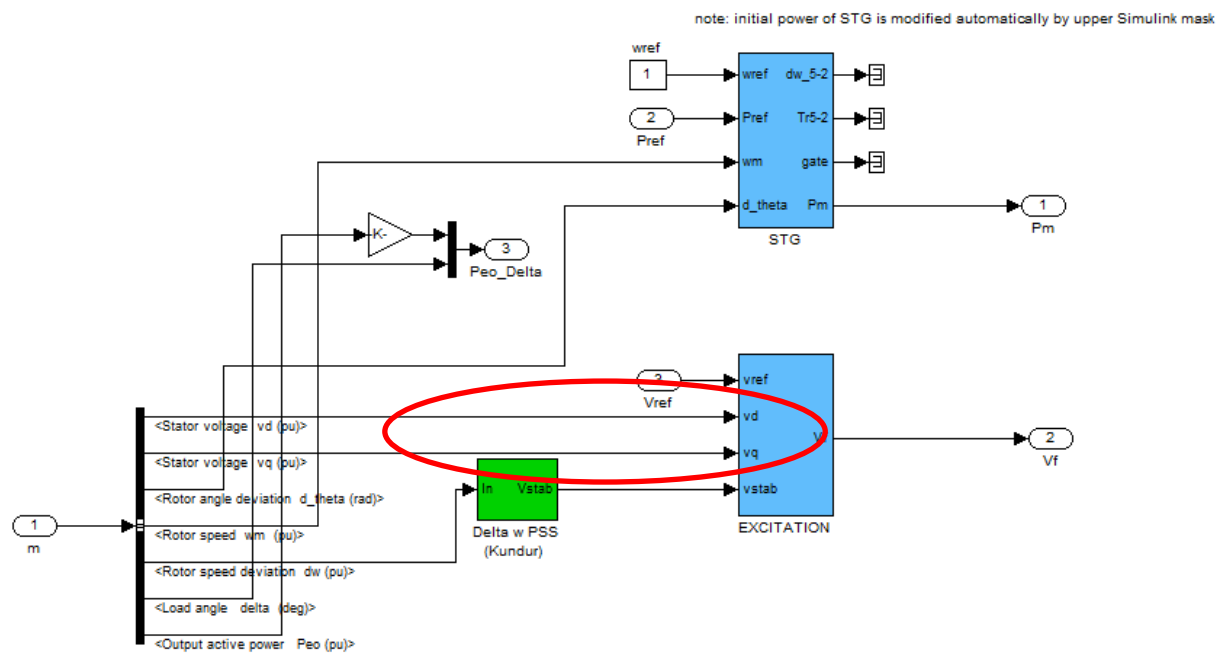 note: initial power of STG is modified automatically by upper Simulink mask
wref
1
wref
dw_5-2
2
Pref
Pref
Tr5-2
wm
gate
d_theta
Pm
STG
1
Pm
-K-
3
Peo_Delta
3
Vref
vref
vd
vq
vstab
EXCITATION
2
Vf
<Stator voltage vd (pu)>
<Stator voltage vq (pu)>
<Rotor angle deviation d_theta (rad)>
In
Vstab
Delta w PSS
(Kundur)
1
m
<Rotor speed wm (pu)>
<Rotor speed deviation dw (pu)>
<Load angle delta (deg)>
<Output active power Peo (pu)>